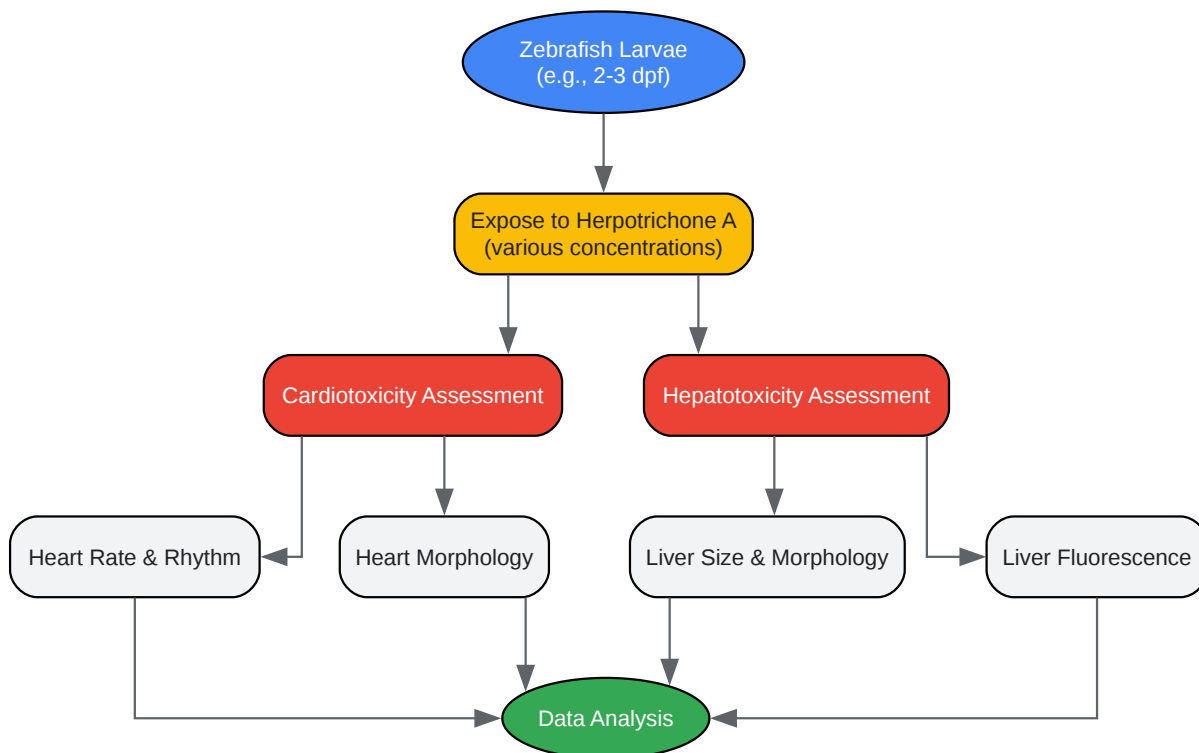 Zebrafish Larvae
(e.g., 2-3 dpf)
Expose to Herpotrichone A
(various concentrations)
Cardiotoxicity Assessment
Hepatotoxicity Assessment
Heart Rate & Rhythm
Heart Morphology
Liver Size & Morphology
Liver Fluorescence
Data Analysis